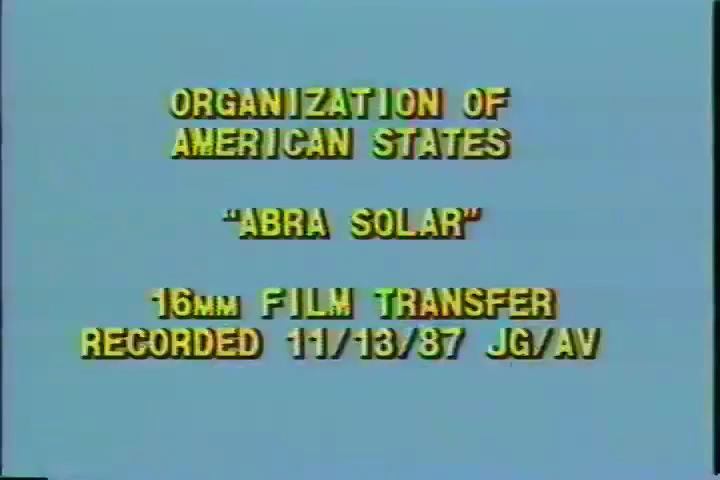 ORGANIZATION OF
AMERICAN STATES
"ABRA SOLAR"
16MM FILM TRANSFER
RECORDED 11/13/87 JG/AV